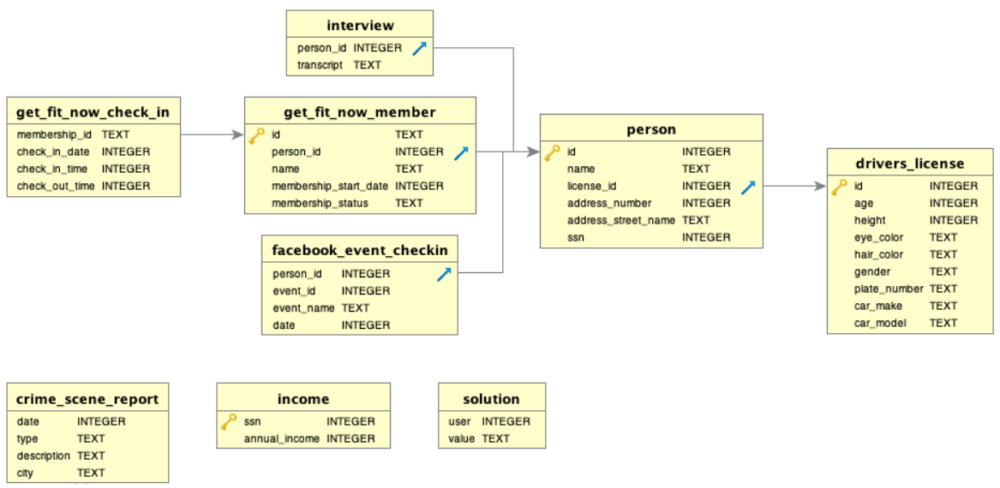 interview
person_id INTEGER
transcript TEXT
get_fit_now_check_in
membership_id TEXT
check_in_date INTEGER
check_in_time INTEGER
check_out_time INTEGER
get_fit_now_member
id TEXT
person_id INTEGER
name TEXT
membership_start_date INTEGER
membership_status TEXT
facebook_event_checkin
person_id INTEGER
event_id INTEGER
event_name TEXT
date INTEGER
person
id INTEGER
name TEXT
license_id INTEGER
address_number INTEGER
address_street_name TEXT
ssn INTEGER
drivers_license
id INTEGER
age INTEGER
height INTEGER
eye_color TEXT
hair_color TEXT
gender TEXT
plate_number TEXT
car_make TEXT
car_model TEXT
crime_scene_report
date INTEGER
type TEXT
description TEXT
city TEXT
income
ssn INTEGER
annual_income INTEGER
solution
user INTEGER
value TEXT